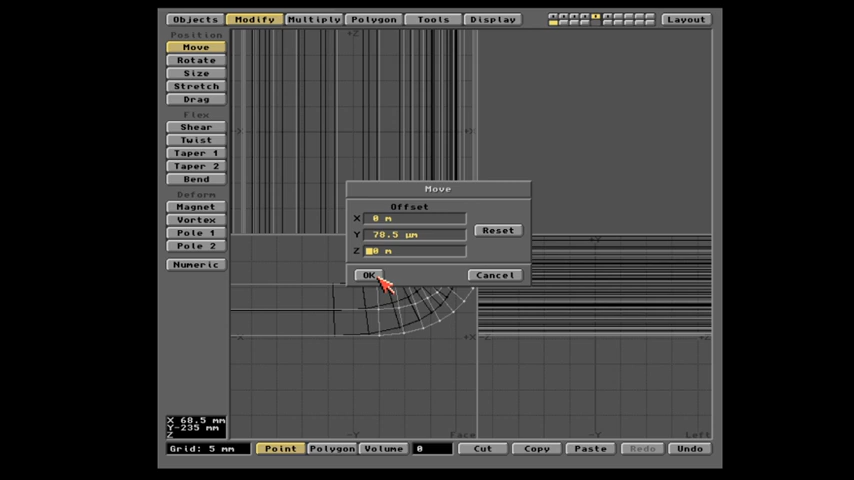 Objects Modify Multiply Polygon Tools Display Layout
Position
Move
Rotate
Size
Stretch
Drag
Flex
Shear
Twist
Taper 1
Taper 2
Bend
Deform
Magnet
Vortex
Pole 1
Pole 2
Numeric
+Z
-X
+X
Move
Offset
X 0 m
Y 78.5 µm
Z 0 m
Reset
OK Cancel
+Y
-X
+X
-Z
+Z
X 68.5 mm
Y-235 mm
Z
-Y Face
-Y Left
Grid: 5 mm Point Polygon Volume 0 Cut Copy Paste Redo Undo